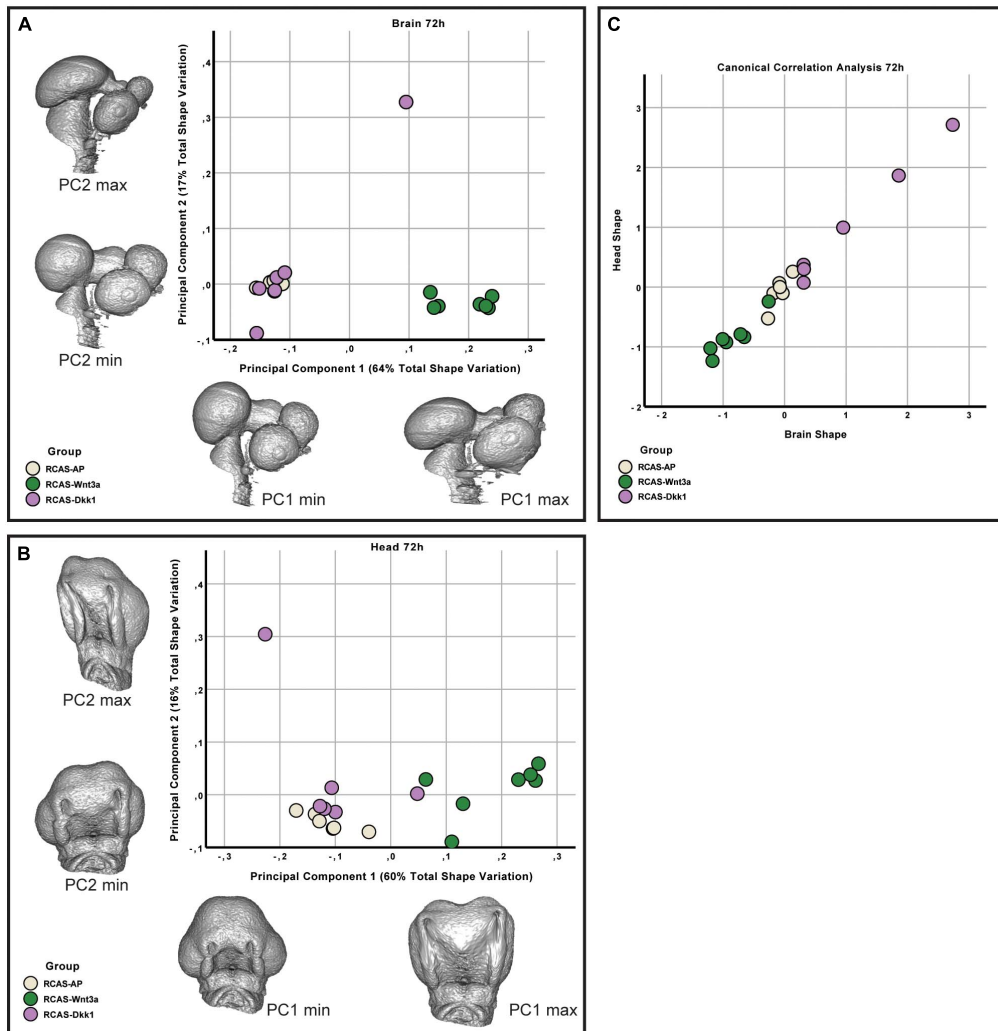 A
Brain 72h
,4
,3
,2
,1
,0
-,1
Principal Component 2 (17% Total Shape Variation)
-,2
-,1
,0
,1
,2
,3
Principal Component 1 (64% Total Shape Variation)
PC2 max
PC2 min
PC1 min
PC1 max
Group
RCAS-AP
RCAS-Wnt3a
RCAS-Dkk1
C
Canonical Correlation Analysis 72h
3
2
1
0
-1
-2
Head Shape
-2
-1
0
1
2
3
Brain Shape
Group
RCAS-AP
RCAS-Wnt3a
RCAS-Dkk1
B
Head 72h
,4
,3
,2
,1
,0
-,1
Principal Component 2 (16% Total Shape Variation)
-,3
-,2
-,1
,0
,1
,2
,3
Principal Component 1 (60% Total Shape Variation)
PC2 max
PC2 min
PC1 min
PC1 max
Group
RCAS-AP
RCAS-Wnt3a
RCAS-Dkk1